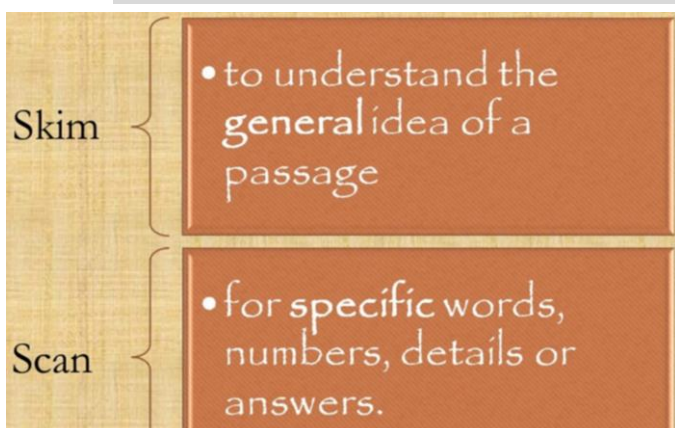 Skim
• to understand the
general idea of a
passage
Scan
• for specific words,
numbers, details or
answers.